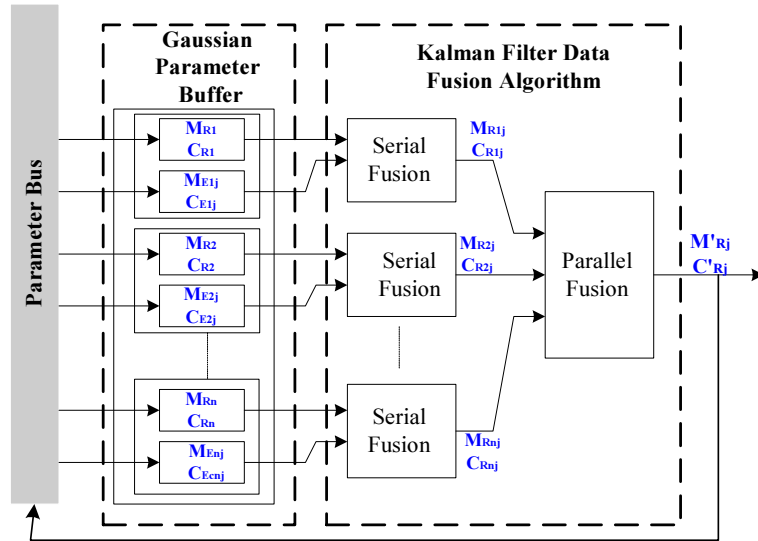 Gaussian
Parameter
Buffer
Kalman Filter Data
Fusion Algorithm
Parameter Bus
MR1
CR1
ME1j
CE1j
MR2
CR2
ME2j
CE2j
MRn
CRn
MEnj
CEcnj
Serial
Fusion
Serial
Fusion
Serial
Fusion
MR1j
CR1j
MR2j
CR2j
MRnj
CRnj
Parallel
Fusion
M'Rj
C'Rj